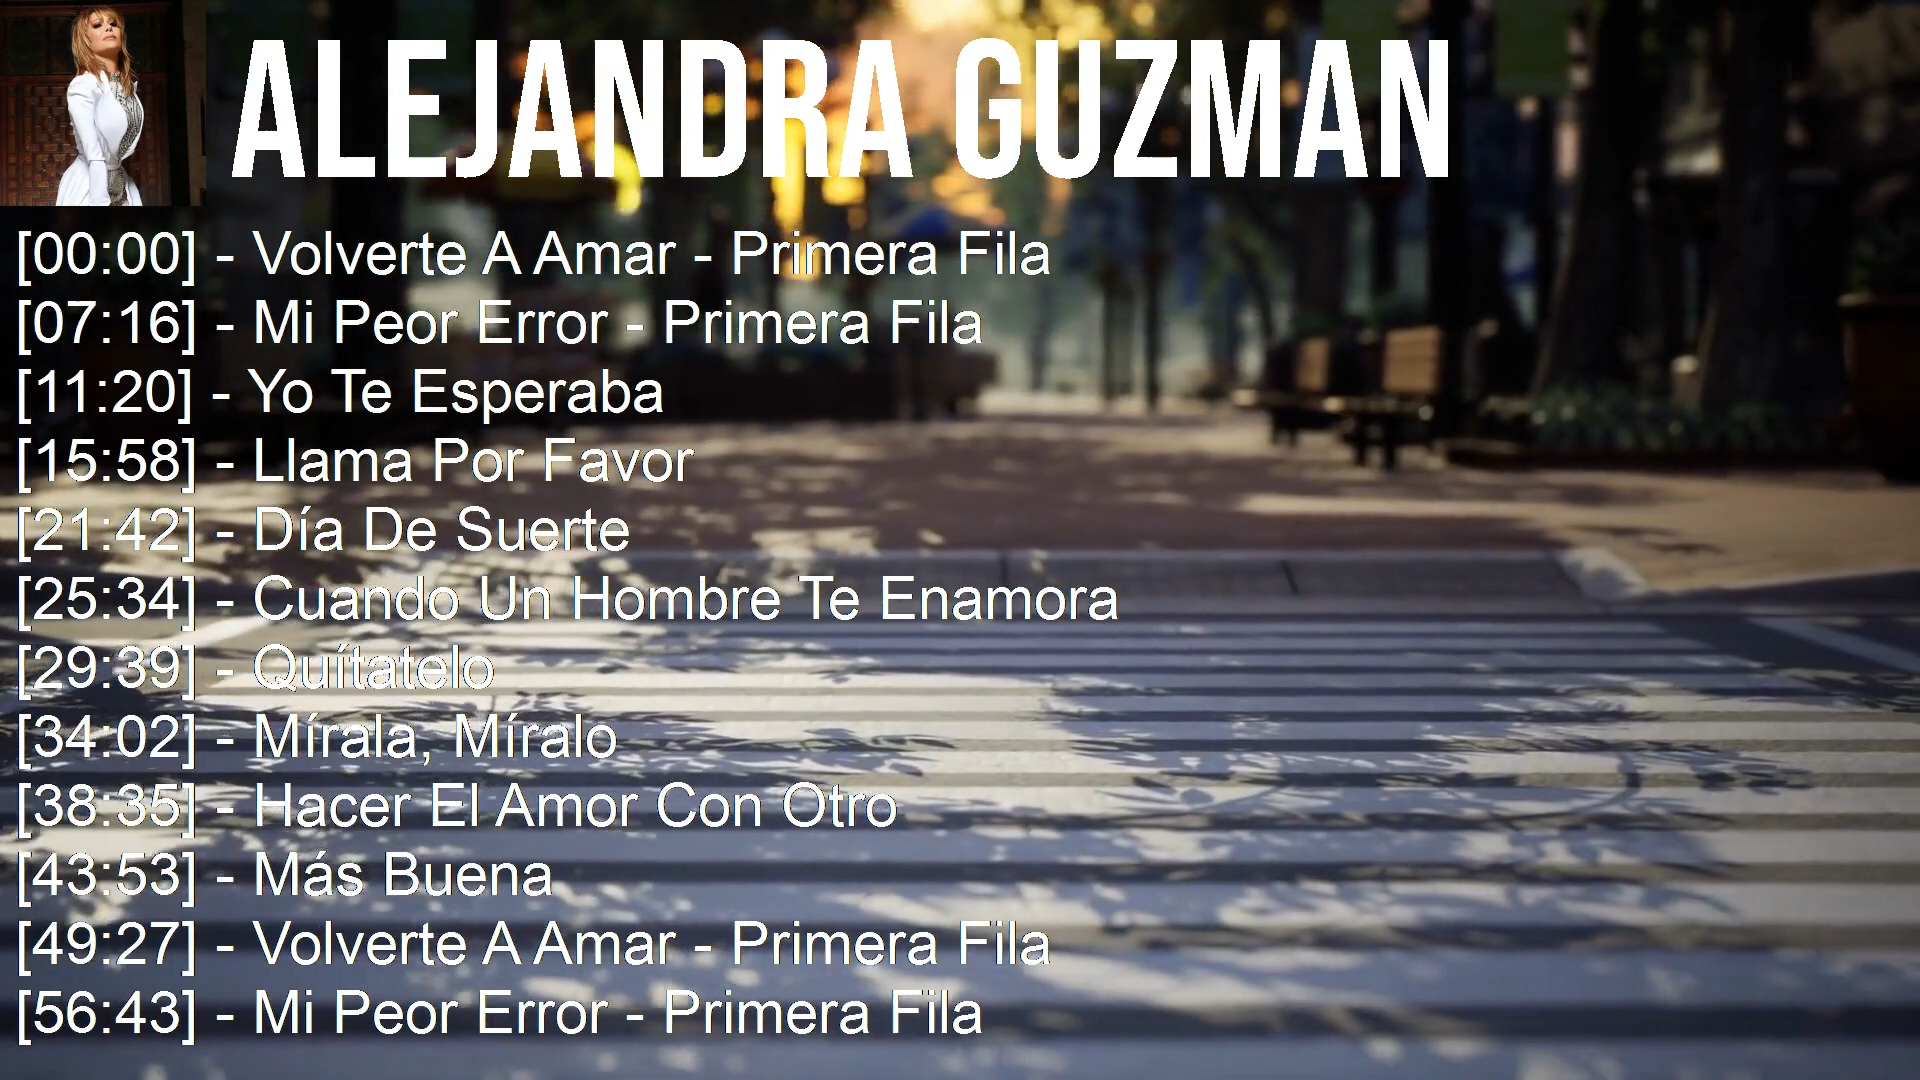 ALEJANDRA GUZMAN
[00:00] - Volverte A Amar - Primera Fila
[07:16] - Mi Peor Error - Primera Fila
[11:20] - Yo Te Esperaba
[15:58] - Llama Por Favor
[21:42] - Día De Suerte
[25:34] - Cuando Un Hombre Te Enamora
[29:39] - Quítatelo
[34:02] - Mírala, Míralo
[38:35] - Hacer El Amor Con Otro
[43:53] - Más Buena
[49:27] - Volverte A Amar - Primera Fila
[56:43] - Mi Peor Error - Primera Fila